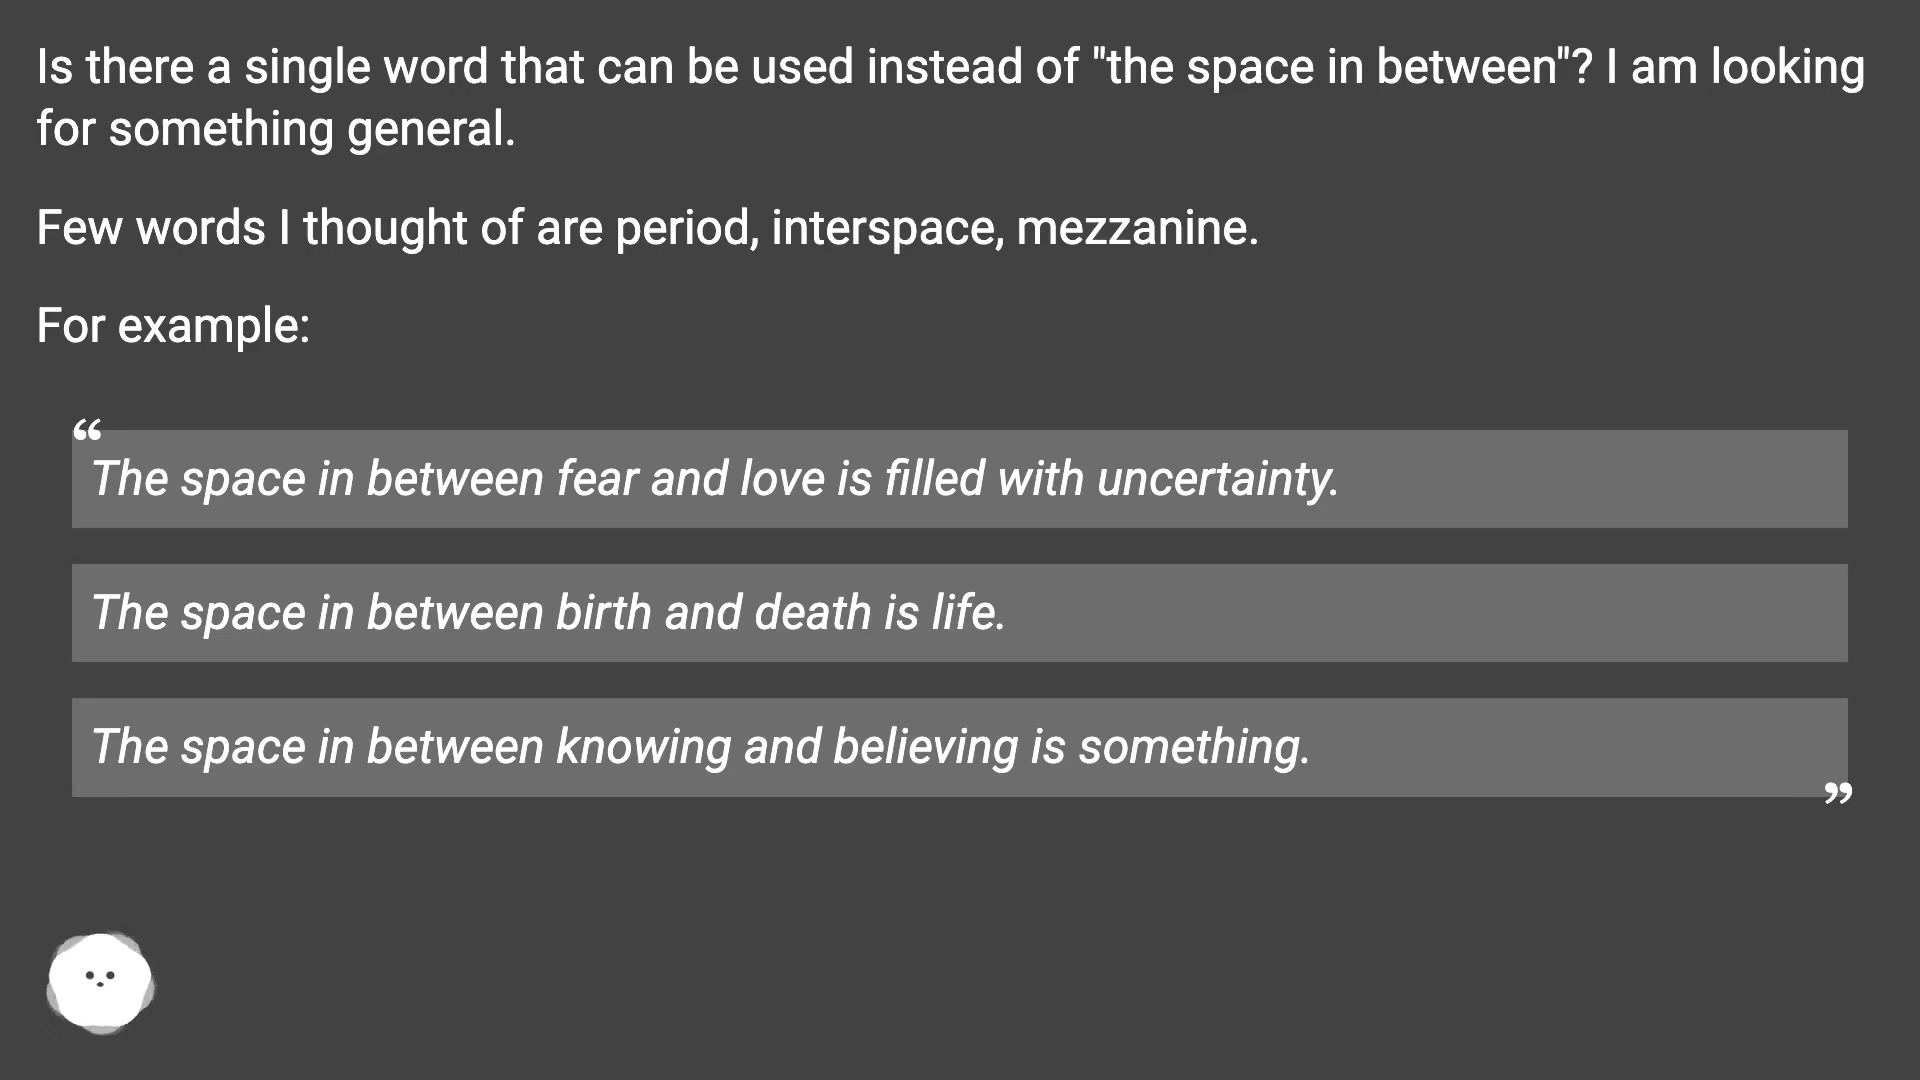 Is there a single word that can be used instead of "the space in between"? I am looking
for something general.
Few words I thought of are period, interspace, mezzanine.
For example:
“
The space in between fear and love is filled with uncertainty.
The space in between birth and death is life.
The space in between knowing and believing is something.
”